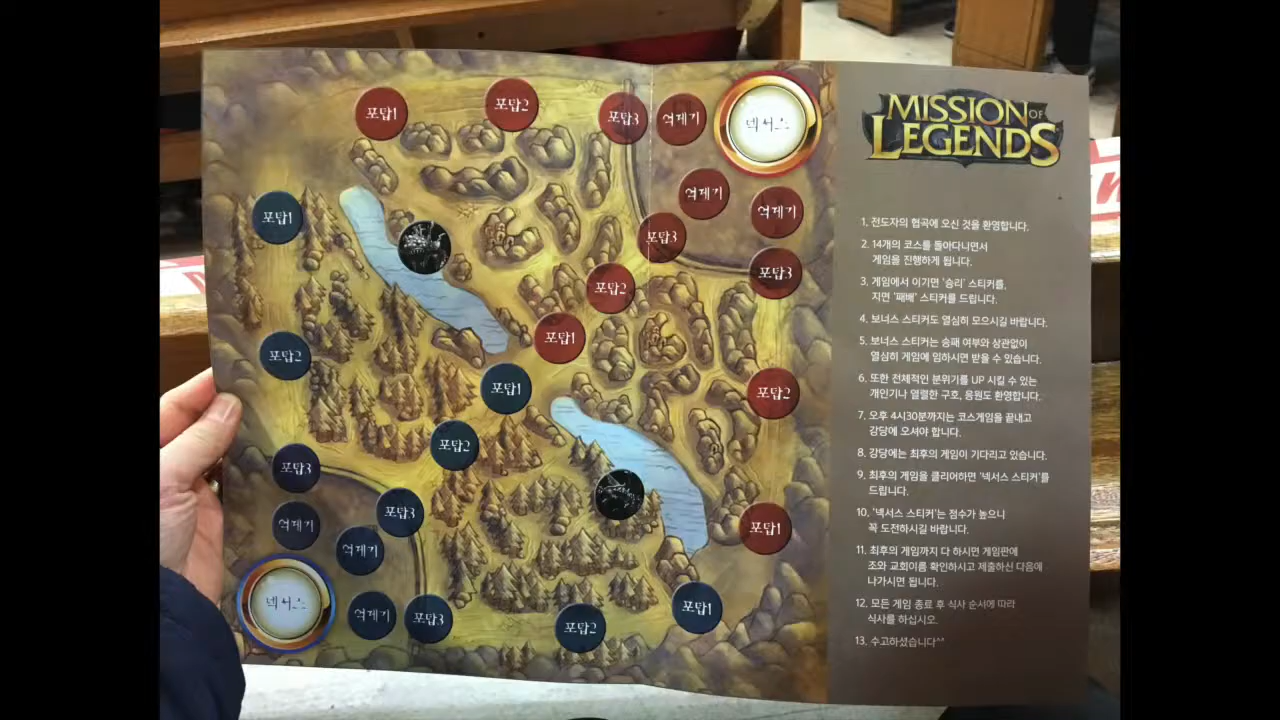 포탑1
포탑2
포탑3
억제기
넥서스
억제기
억제기
포탑1
포탑3
포탑3
포탑2
포탑1
포탑2
포탑1
포탑2
포탑2
포탑3
포탑3
억제기
억제기
포탑1
넥서스
억제기
포탑3
포탑2
포탑1
MISSION OF
LEGENDS
1. 전도자의 협곡에 오신 것을 환영합니다.
2. 14개의 코스를 돌아다니면서
게임을 진행하게 됩니다.
3. 게임에서 이기면 '승리' 스티커를,
지면 '패배' 스티커를 드립니다.
4. 보너스 스티커도 열심히 모으시길 바랍니다.
5. 보너스 스티커는 승패 여부와 상관없이
열심히 게임에 임하시면 받을 수 있습니다.
6. 또한 전체적인 분위기를 UP 시킬 수 있는
개인기나 열렬한 구호, 응원도 환영합니다.
7. 오후 4시30분까지는 코스게임을 끝내고
강당에 오셔야 합니다.
8. 강당에는 최후의 게임이 기다리고 있습니다.
9. 최후의 게임을 클리어하면 '넥서스 스티커'를
드립니다.
10. '넥서스 스티커'는 점수가 높으니
꼭 도전하시길 바랍니다.
11. 최후의 게임까지 다 하시면 게임판에
조와 교회이름 확인하시고 제출하신 다음에
나가시면 됩니다.
12. 모든 게임 종료 후 식사 순서에 따라
식사를 하십시오.
13. 수고하셨습니다^^